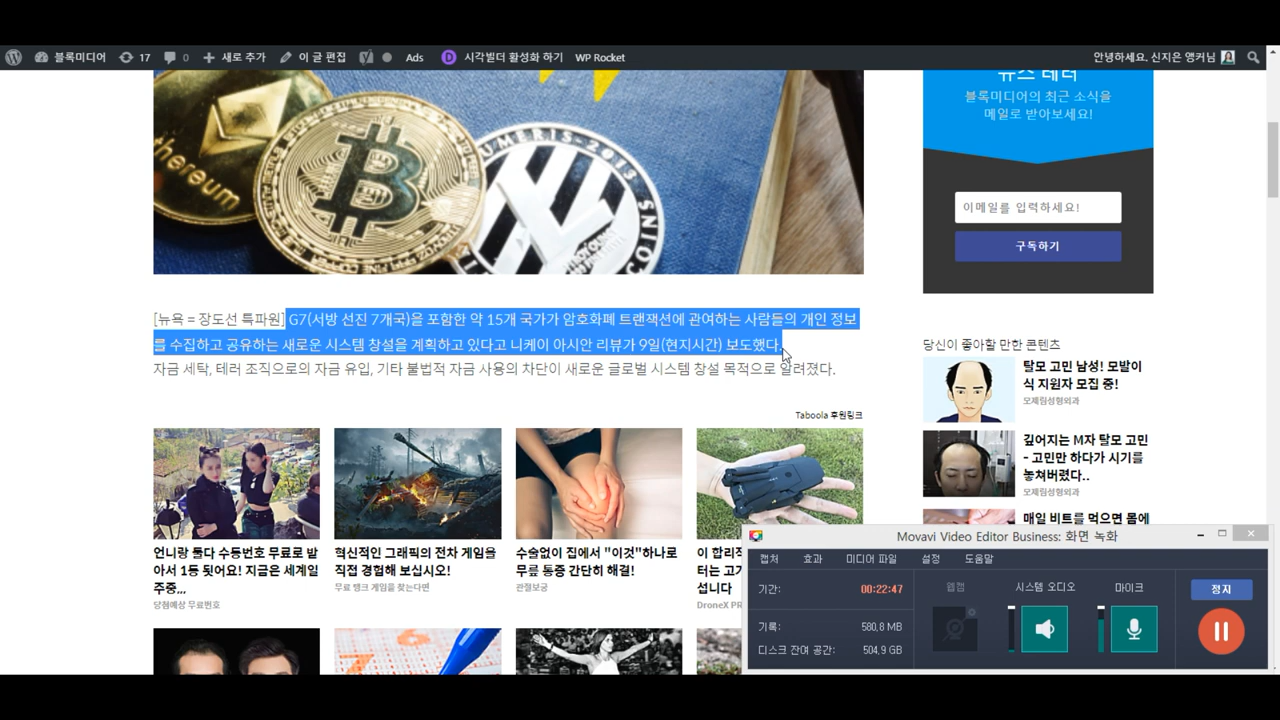 블록미디어 17 0 새로 추가 이 글 편집 Ads D 시각빌더 활성화 하기 WP Rocket 안녕하세요, 신지은 앵커님
ethereum
NUMERIS-2013
COINS
뉴스 레터
블록미디어의 최근 소식을
메일로 받아보세요!
이메일를 입력하세요!
구독하기
[뉴욕 = 장도선 특파원] G7(서방 선진 7개국)을 포함한 약 15개 국가가 암호화폐 트랜잭션에 관여하는 사람들의 개인 정보
를 수집하고 공유하는 새로운 시스템 창설을 계획하고 있다고 니케이 아시안 리뷰가 9일(현지시간) 보도했다.
자금 세탁, 테러 조직으로의 자금 유입, 기타 불법적 자금 사용의 차단이 새로운 글로벌 시스템 창설 목적으로 알려졌다.
Taboola 후원링크
언니랑 둘다 수동번호 무료로 받
아서 1등 됫어요! 지금은 세계일
주중,,,
당첨예상 무료번호
혁신적인 그래픽의 전차 게임을
직접 경험해 보십시오!
무료 탱크 게임을 찾는다면
수술없이 집에서 "이것"하나로
무릎 통증 간단히 해결!
관절보궁
이 합리적
터는 고가
섭니다
DroneX PR
당신이 좋아할 만한 콘텐츠
탈모 고민 남성! 모발이
식 지원자 모집 중!
모제림성형외과
깊어지는 M자 탈모 고민
- 고민만 하다가 시기를
놓쳐버렸다..
모제림성형외과
매일 비트를 먹으면 몸에
Movavi Video Editor Business: 화면 녹화
캡처 효과 미디어 파일 설정 도움말
기간: 00:22:47
기록: 580,8 MB
디스크 잔여 공간: 504,9 GB
웹캠 시스템 오디오 마이크
정지